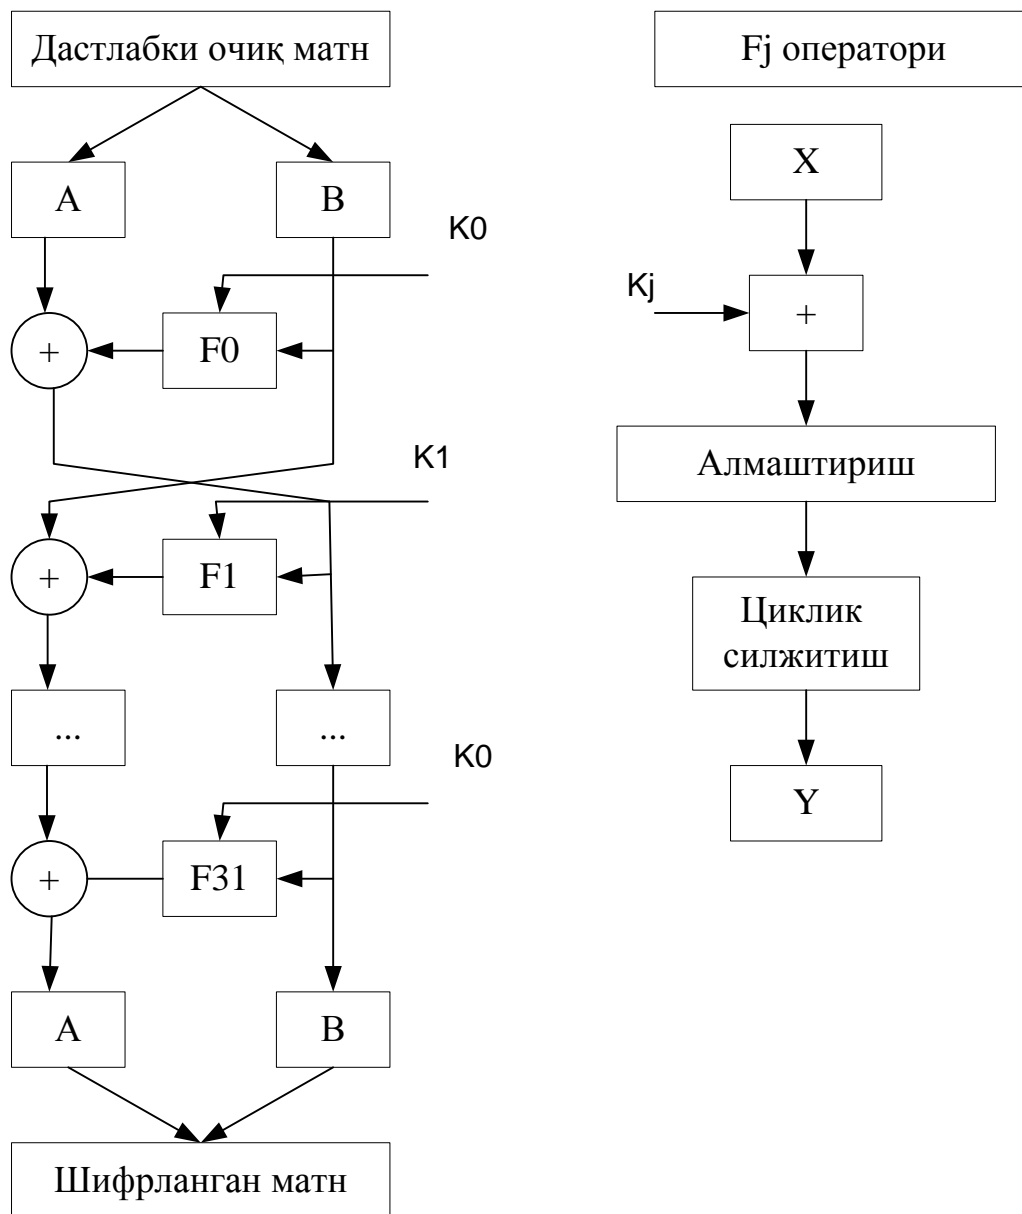 Дастлабки очиқ матн
A
B
K0
+
F0
K1
+
F1
...
...
K0
+
F31
A
B
Шифрланган матн
Fj оператори
X
Kj
+
Алмаштириш
Циклик
силжитиш
Y